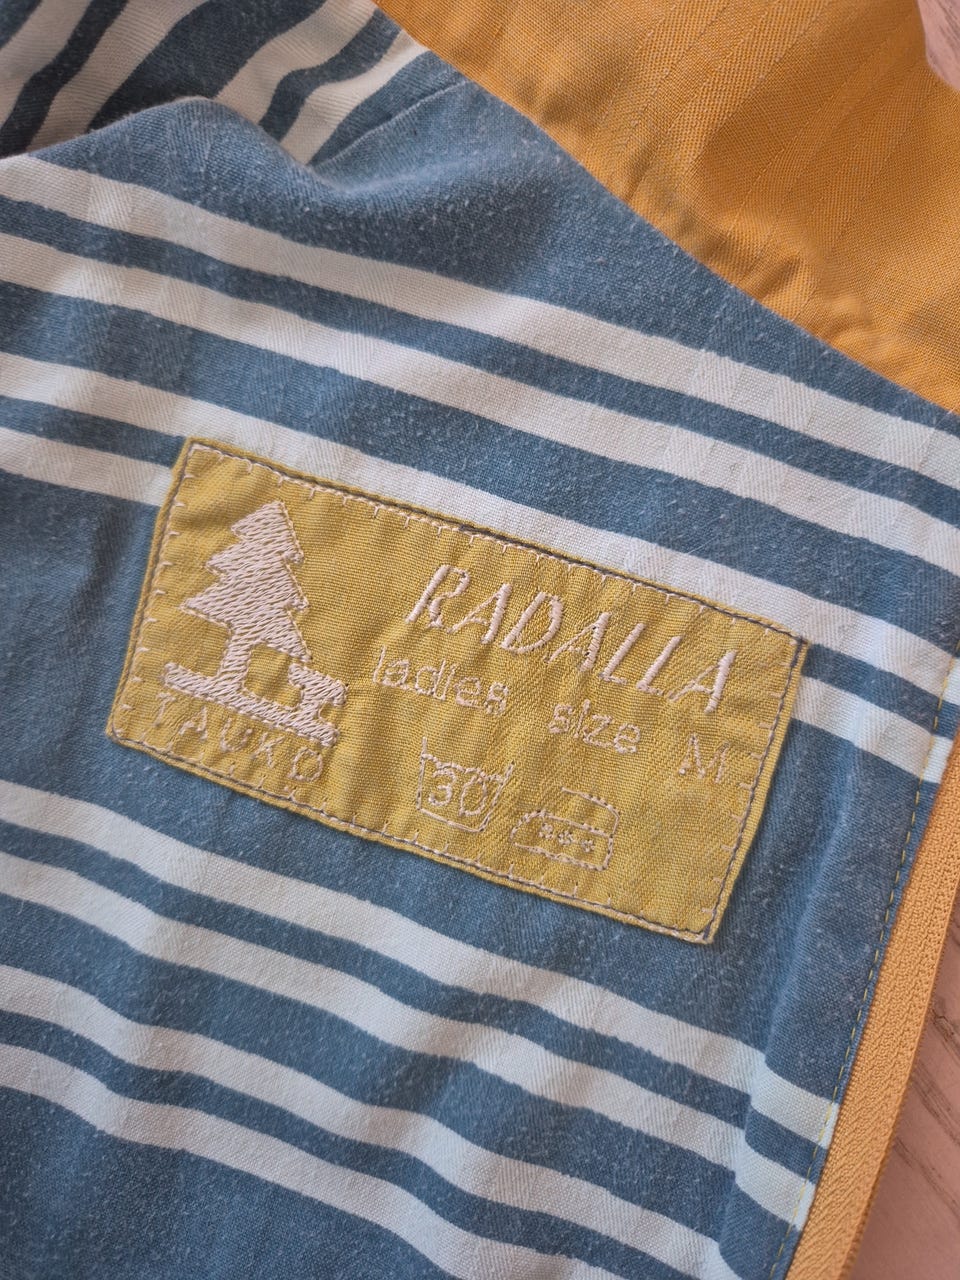 RADALLA
ladies size M
TAUKO
30